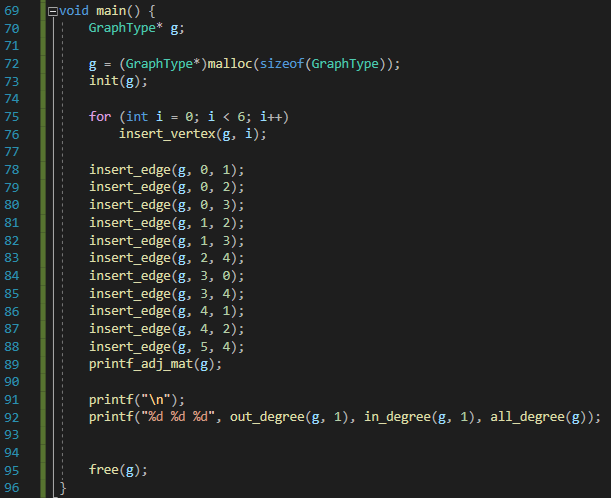 69 void main() {
70     GraphType* g;
71
72     g = (GraphType*)malloc(sizeof(GraphType));
73     init(g);
74
75     for (int i = 0; i < 6; i++)
76         insert_vertex(g, i);
77
78     insert_edge(g, 0, 1);
79     insert_edge(g, 0, 2);
80     insert_edge(g, 0, 3);
81     insert_edge(g, 1, 2);
82     insert_edge(g, 1, 3);
83     insert_edge(g, 2, 4);
84     insert_edge(g, 3, 0);
85     insert_edge(g, 3, 4);
86     insert_edge(g, 4, 1);
87     insert_edge(g, 4, 2);
88     insert_edge(g, 5, 4);
89     printf_adj_mat(g);
90
91     printf("\n");
92     printf("%d %d %d", out_degree(g, 1), in_degree(g, 1), all_degree(g));
93
94
95     free(g);
96 }